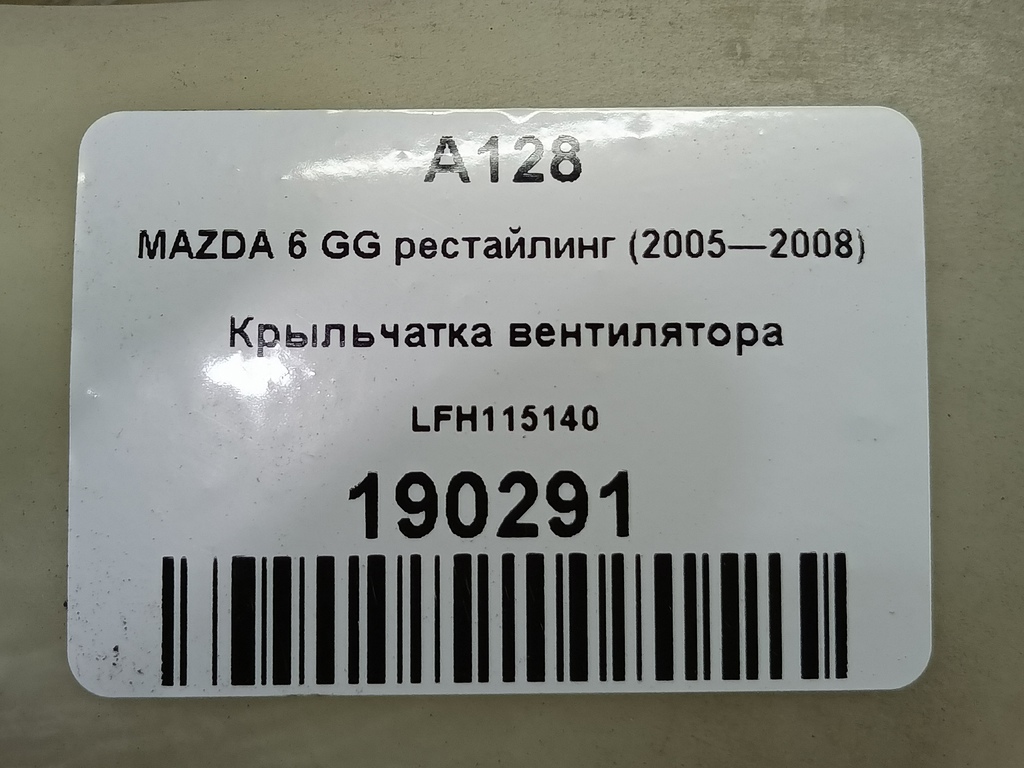 A128
MAZDA 6 GG рестайлинг (2005—2008)
Крыльчатка вентилятора
LFH115140
190291